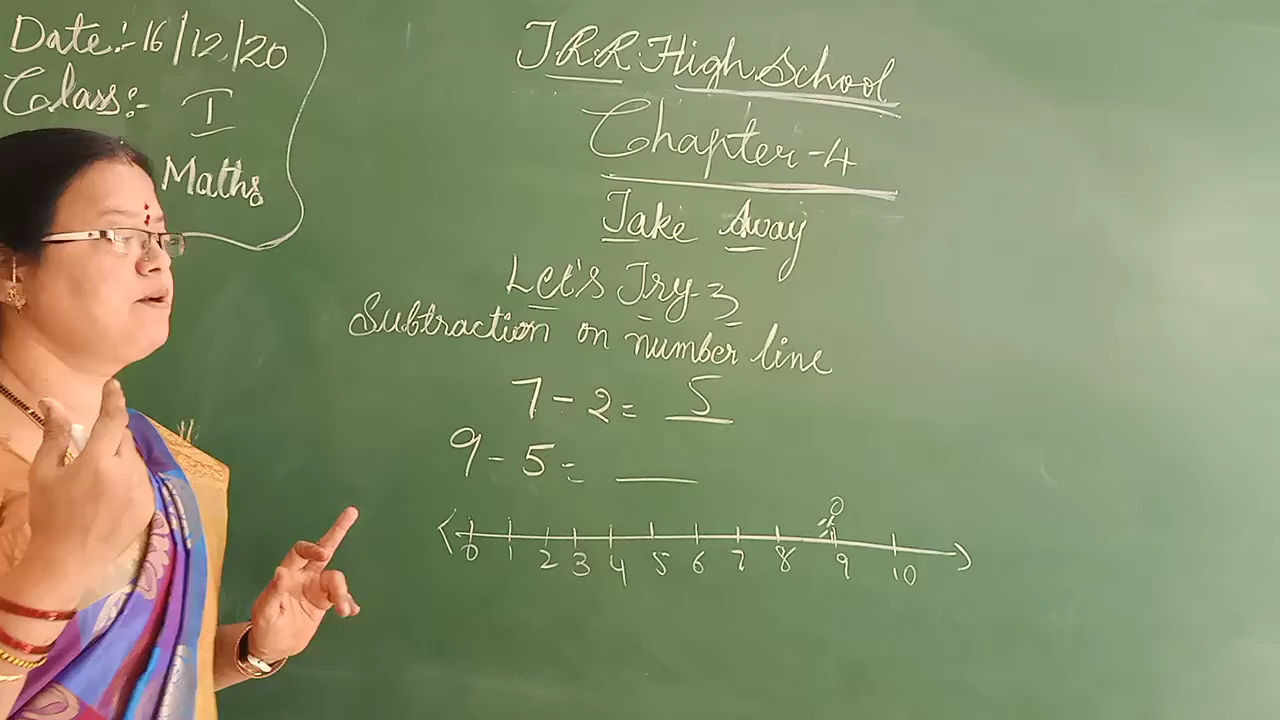 Date:- 16/12/20
Class:- I
Maths
J.R.R. High School
Chapter-4
Take Away
Let's Try-3
Subtraction on number line
7 - 2 = 5
9 - 5 = ___
0 1 2 3 4 5 6 7 8 9 10